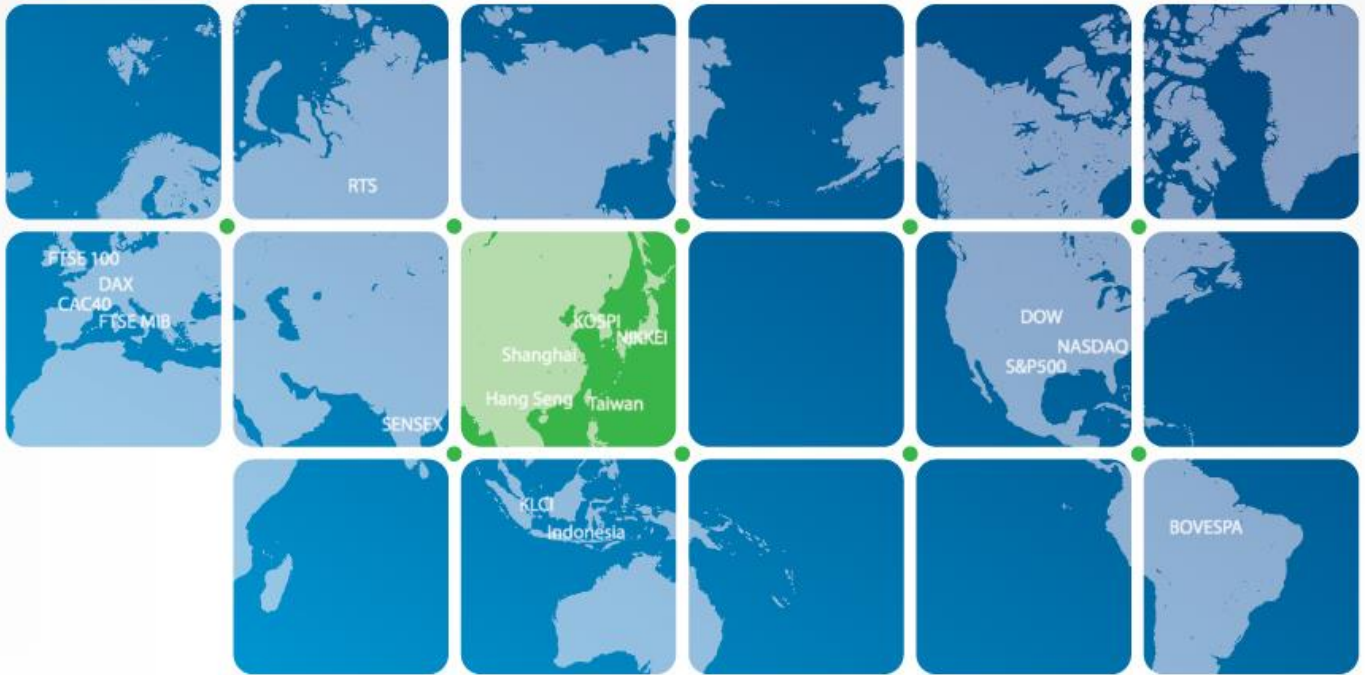 RTS
FTSE 100
DAX
CAC40
FTSE MIB
SENSEX
KOSPI
NIKKEI
Shanghai
Hang Seng
Taiwan
DOW
NASDAQ
S&P500
KLCI
Indonesia
BOVESPA